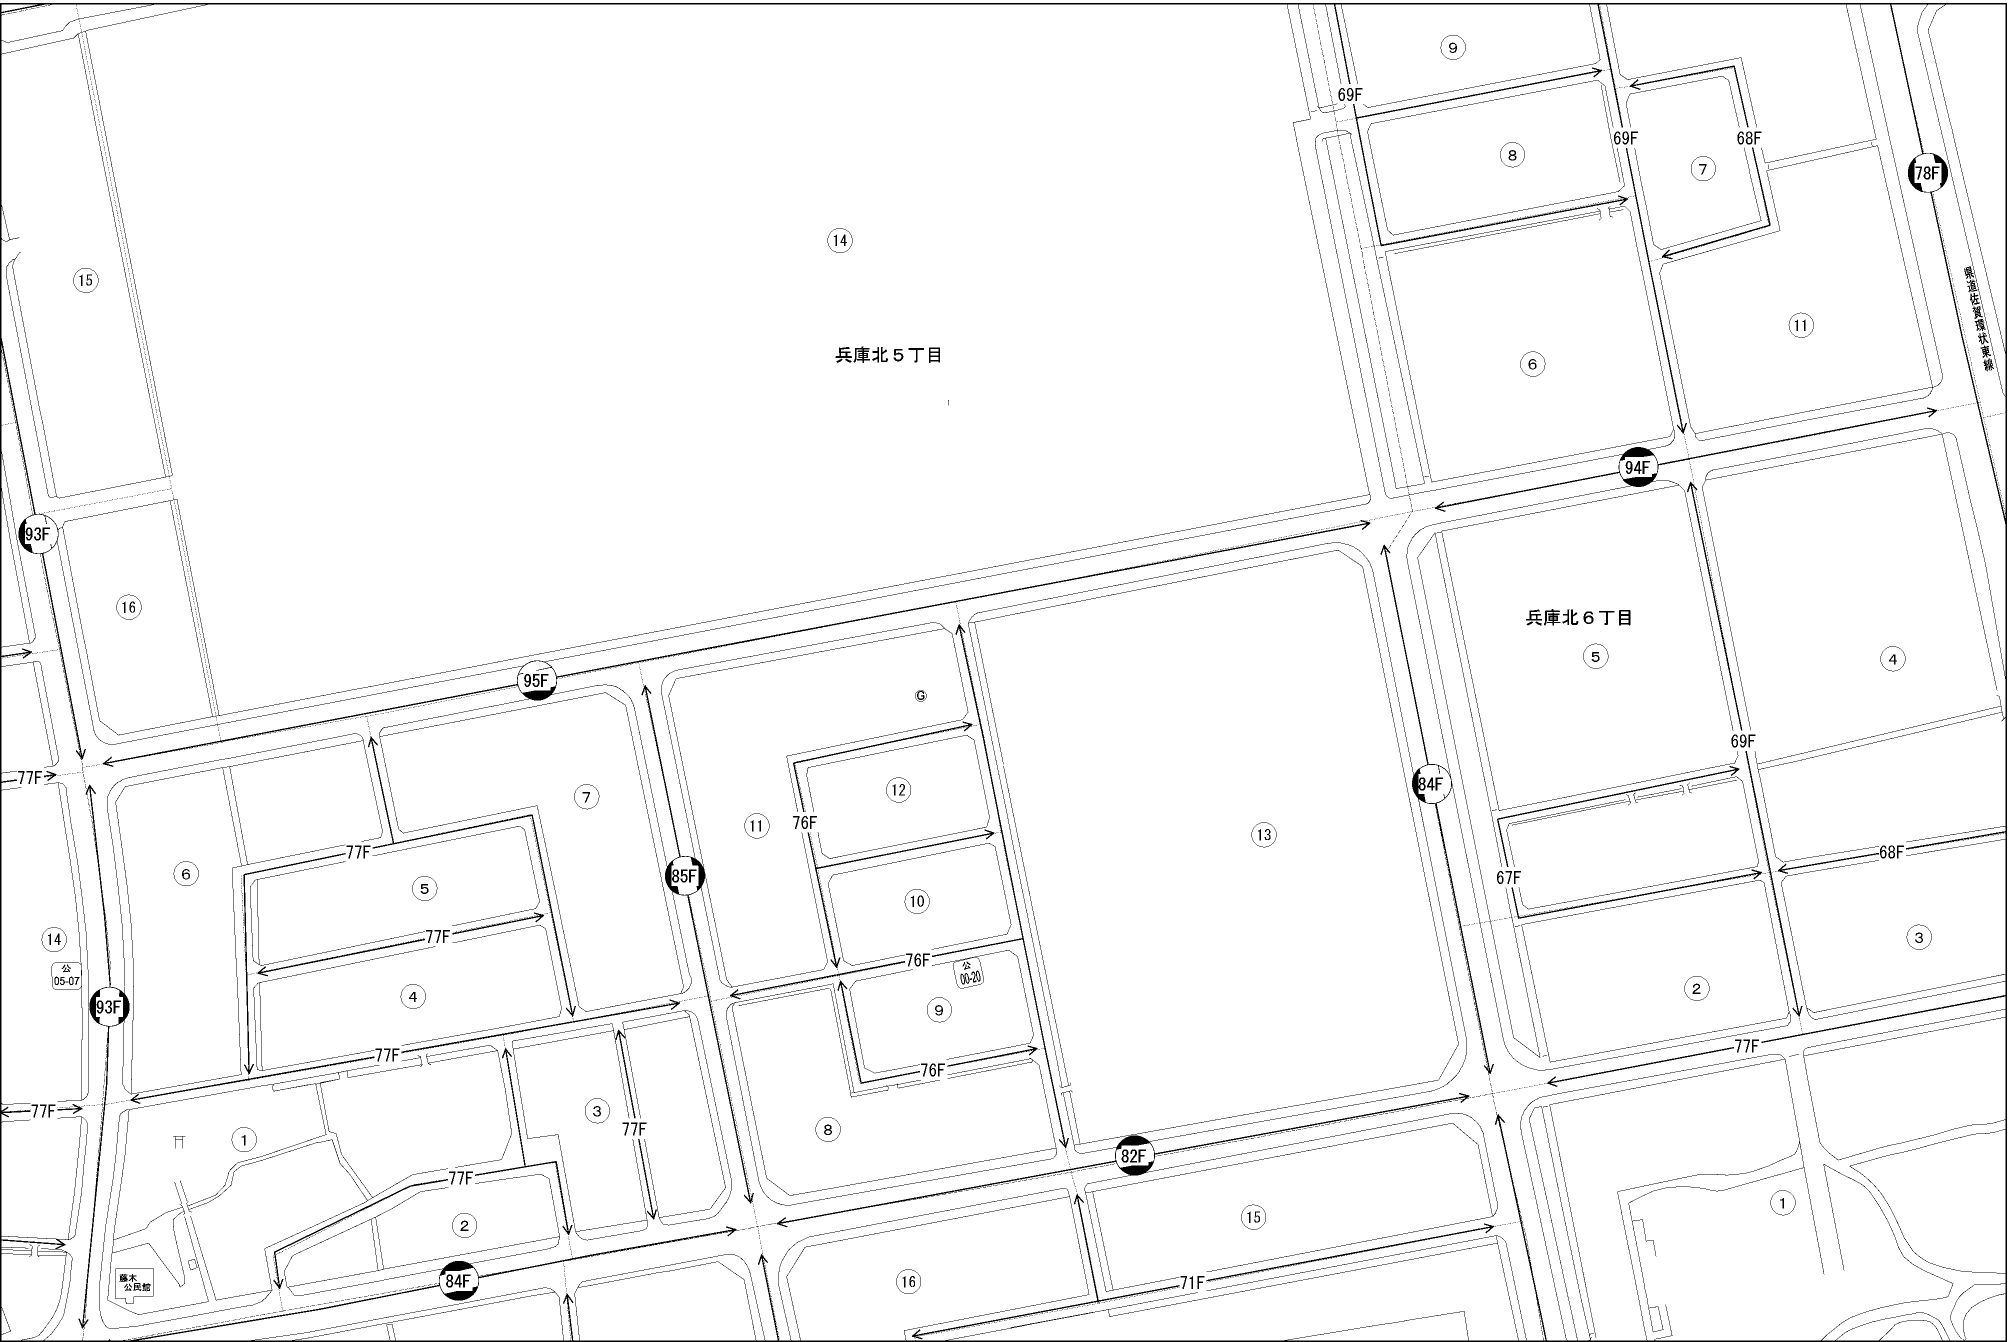 ⑨
69F
⑧
69F
68F
⑦
78F
⑭
⑮
県道佐賀環状東線
⑪
兵庫北５丁目
⑥
94F
93F
⑯
兵庫北６丁目
⑤
④
95F
G
69F
77F
⑦
⑫
84F
76F
⑪
⑬
77F
68F
⑥
⑤
85F
67F
⑩
77F
⑭
③
公
05-07
76F
公
00-20
④
②
93F
⑨
77F
77F
76F
77F
③
77F
⑧
①
82F
77F
②
⑮
①
藤木
公民館
84F
⑯
71F